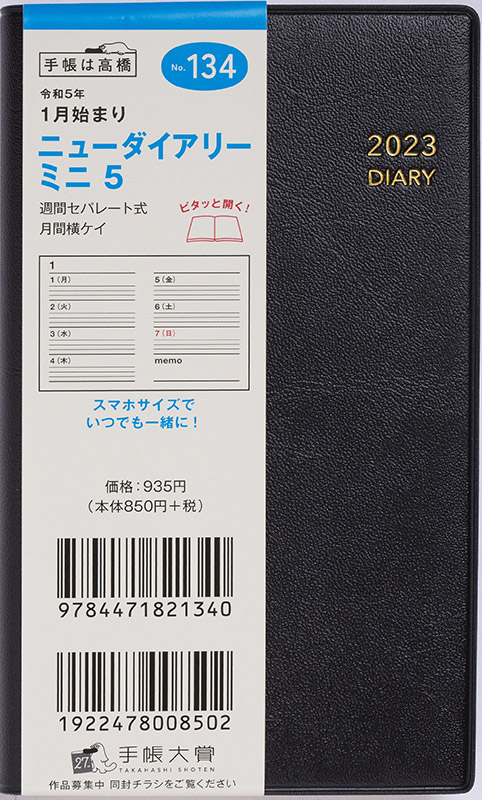 手帳は高橋
No.134
令和5年
1月始まり
ニューダイアリー
ミニ 5
週間セパレート式
月間横ケイ
ピタッと開く!
1
1(月)
5(金)
2(火)
6(土)
3(水)
7(日)
4(木)
memo
スマホサイズで
いつでも一緒に!
価格:935円
(本体850円+税)
9784471821340
1922478008502
27th
手帳大賞
TAKAHASHI SHOTEN
作品募集中 同封チラシをご覧ください
2023
DIARY